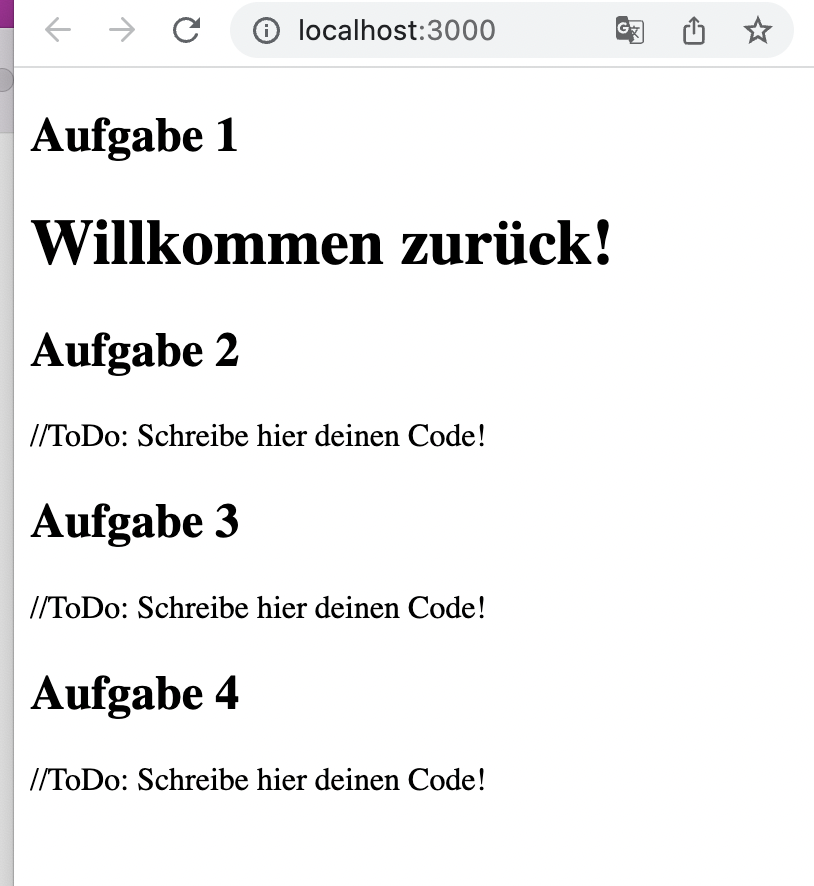 localhost:3000
Aufgabe 1
Willkommen zurück!
Aufgabe 2
//ToDo: Schreibe hier deinen Code!
Aufgabe 3
//ToDo: Schreibe hier deinen Code!
Aufgabe 4
//ToDo: Schreibe hier deinen Code!